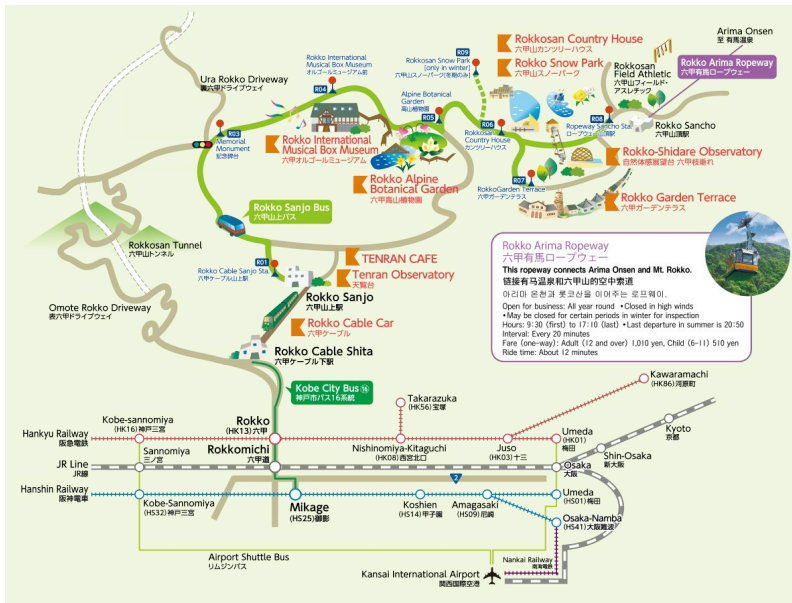 Rokkosan Country House
六甲山カンツリーハウス
Rokko Snow Park
六甲山スノーパーク
Arima Onsen
至 有馬温泉
Rokko Arima Ropeway
六甲有馬ロープウェー
Rokkosan
Field Athletic
六甲山フィールド・
アスレチック
R09
Rokkosan Snow Park
[only in winter]
六甲山スノーパーク[冬期のみ]
Rokko International
Musical Box Museum
オルゴールミュージアム前
R04
Ura Rokko Driveway
裏六甲ドライブウェイ
Alpine Botanical
Garden
高山植物園
R05
R03
Memorial
Monument
記念碑台
Rokko International
Musical Box Museum
六甲オルゴールミュージアム
R06
Rokkosan
Country House
カンツリーハウス
R08
Ropeway Sancho Sta.
Rokko Sancho
六甲山頂駅
Rokko-Shidare Observatory
自然体感展望台 六甲枝垂れ
R07
RokkoGarden Terrace
六甲ガーデンテラス
Rokko Alpine
Botanical Garden
六甲高山植物園
Rokko Garden Terrace
六甲ガーデンテラス
Rokko Sanjo Bus
六甲山上バス
Rokkosan Tunnel
六甲山トンネル
TENRAN CAFE
Tenran Observatory
天覧台
R01
Rokko Cable Sanjo Sta.
六甲ケーブル山上駅
Rokko Sanjo
六甲山上駅
Omote Rokko Driveway
表六甲ドライブウェイ
Rokko Cable Car
六甲ケーブル
Rokko Cable Shita
六甲ケーブル下駅
Rokko Arima Ropeway
六甲有馬ロープウェー
This ropeway connects Arima Onsen and Mt. Rokko.
链接有马温泉和六甲山的空中索道
아리마 온천과 롯코산을 이어주는 로프웨이.
Open for business: All year round •Closed in high winds
•May be closed for certain periods in winter for inspection
Hours: 9:30 (first) to 17:10 (last) •Last departure in summer is 20:50
Interval: Every 20 minutes
Fare (one-way): Adult (12 and over) 1,010 yen, Child (6-11) 510 yen
Ride time: About 12 minutes
Kobe City Bus⑯
神戸市バス16系統
Kawaramachi
(HK86)河原町
Takarazuka
(HK56)宝塚
Kobe-sannomiya
(HK16)神戸三宮
Rokko
(HK13)六甲
Hankyu Railway
阪急電鉄
Nishinomiya-Kitaguchi
(HK08)西宮北口
Juso
(HK03)十三
Umeda
(HK01)
梅田
Kyoto
京都
Shin-Osaka
新大阪
JR Line
JR線
Sannomiya
三ノ宮
Rokkomichi
六甲道
Osaka
大阪
2
Hanshin Railway
阪神電車
Kobe-Sannomiya
(HS32)神戸三宮
Mikage
(HS25)御影
Koshien
(HS14)甲子園
Amagasaki
(HS09)尼崎
Umeda
(HS01)梅田
Osaka-Namba
(HS41)大阪難波
Airport Shuttle Bus
リムジンバス
Nankai Railway
南海電鉄
Kansai International Airport
関西国際空港